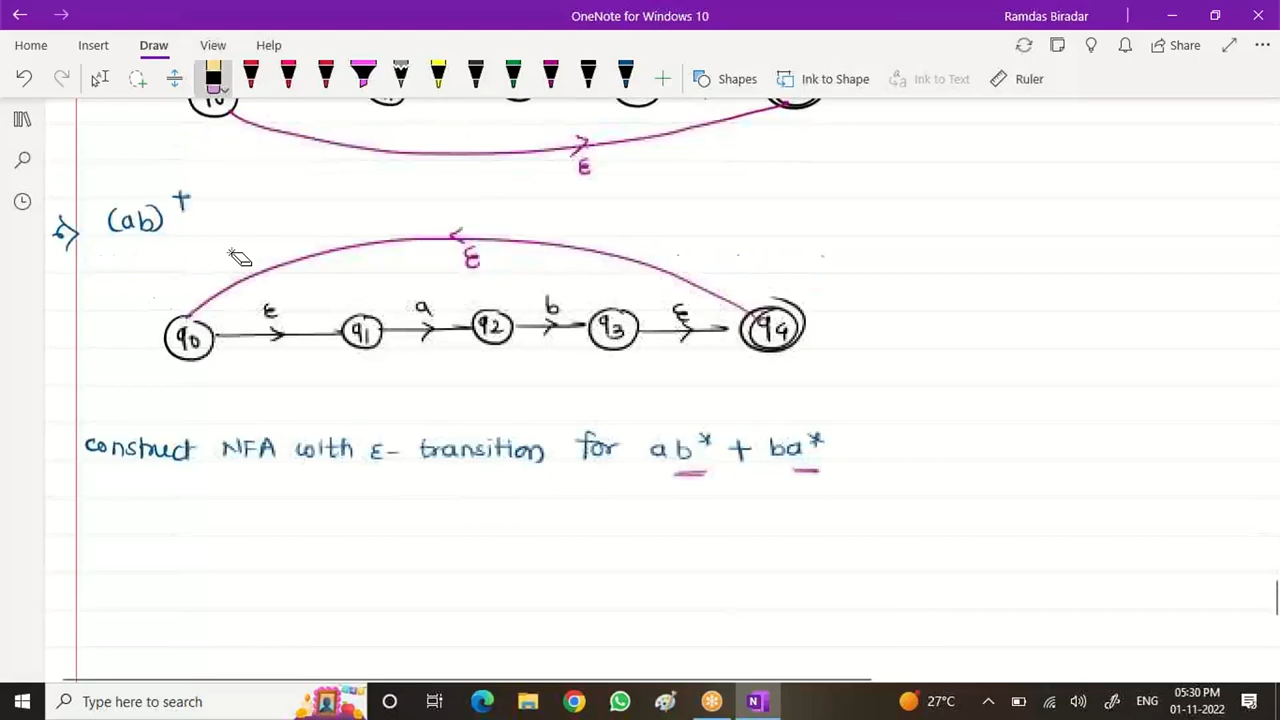 OneNote for Windows 10
Ramdas Biradar
Home Insert Draw View Help
Share
Shapes
Ink to Shape
Ink to Text
Ruler
ε
(ab)+
ε
ε a b ε
q0 q1 q2 q3 q4
construct NFA with ε- transition for ab* + ba*
Type here to search
27°C
ENG
05:30 PM
01-11-2022